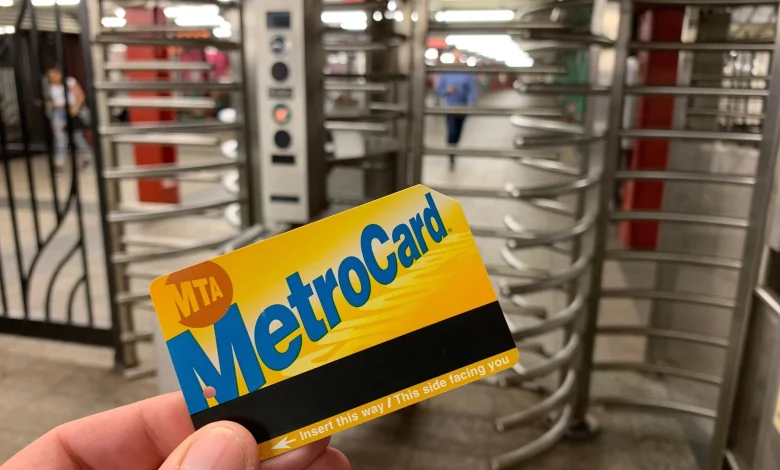 MTA
MetroCard
← Insert this way / This side facing you